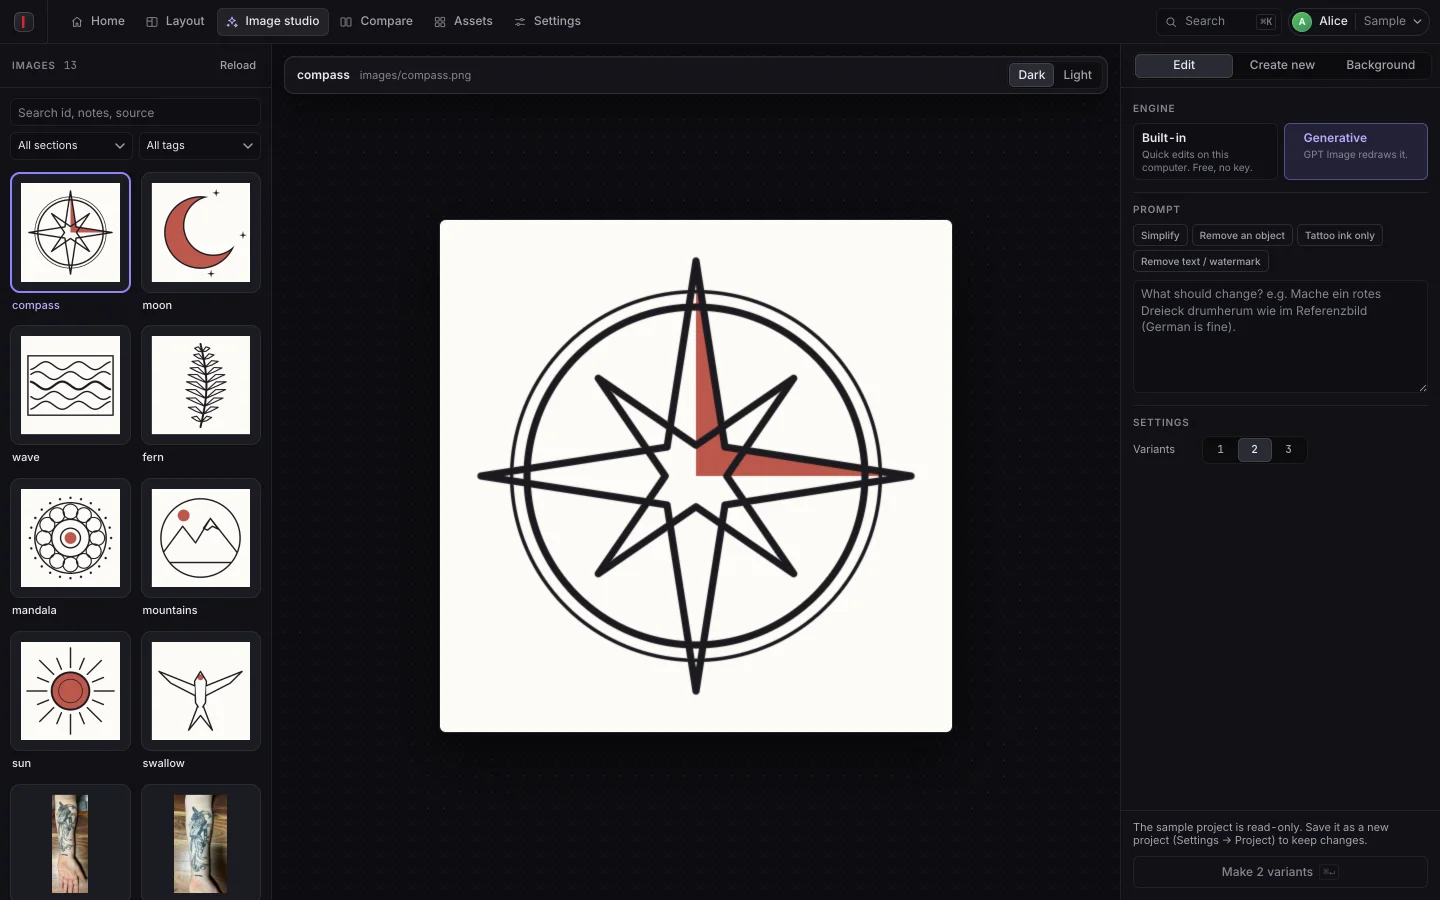 Home
Layout
Image studio
Compare
Assets
Settings
Search ⌘K
A Alice Sample
IMAGES 13
Reload
Search id, notes, source
All sections
All tags
compass
moon
wave
fern
mandala
mountains
sun
swallow
compass images/compass.png
Dark
Light
Edit
Create new
Background
ENGINE
Built-in
Quick edits on this
computer. Free, no key.
Generative
GPT Image redraws it.
PROMPT
Simplify
Remove an object
Tattoo ink only
Remove text / watermark
What should change? e.g. Mache ein rotes
Dreieck drumherum wie im Referenzbild
(German is fine).
SETTINGS
Variants 1 2 3
The sample project is read-only. Save it as a new
project (Settings → Project) to keep changes.
Make 2 variants ⌘↵